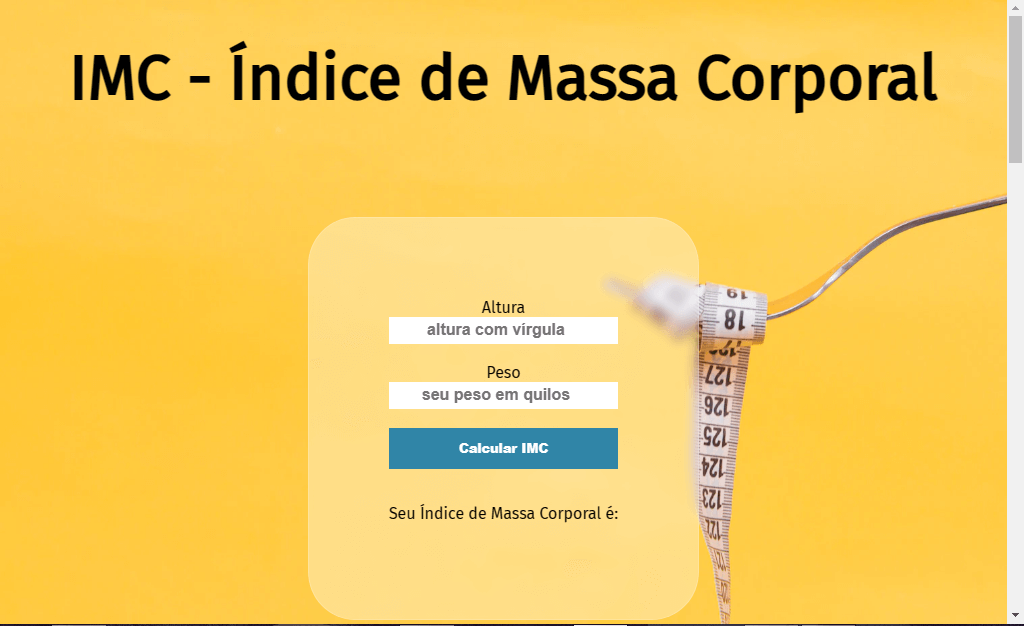 IMC - Índice de Massa Corporal
Altura
altura com vírgula
Peso
seu peso em quilos
Calcular IMC
Seu Índice de Massa Corporal é:
19
18
127
126
125
124
123